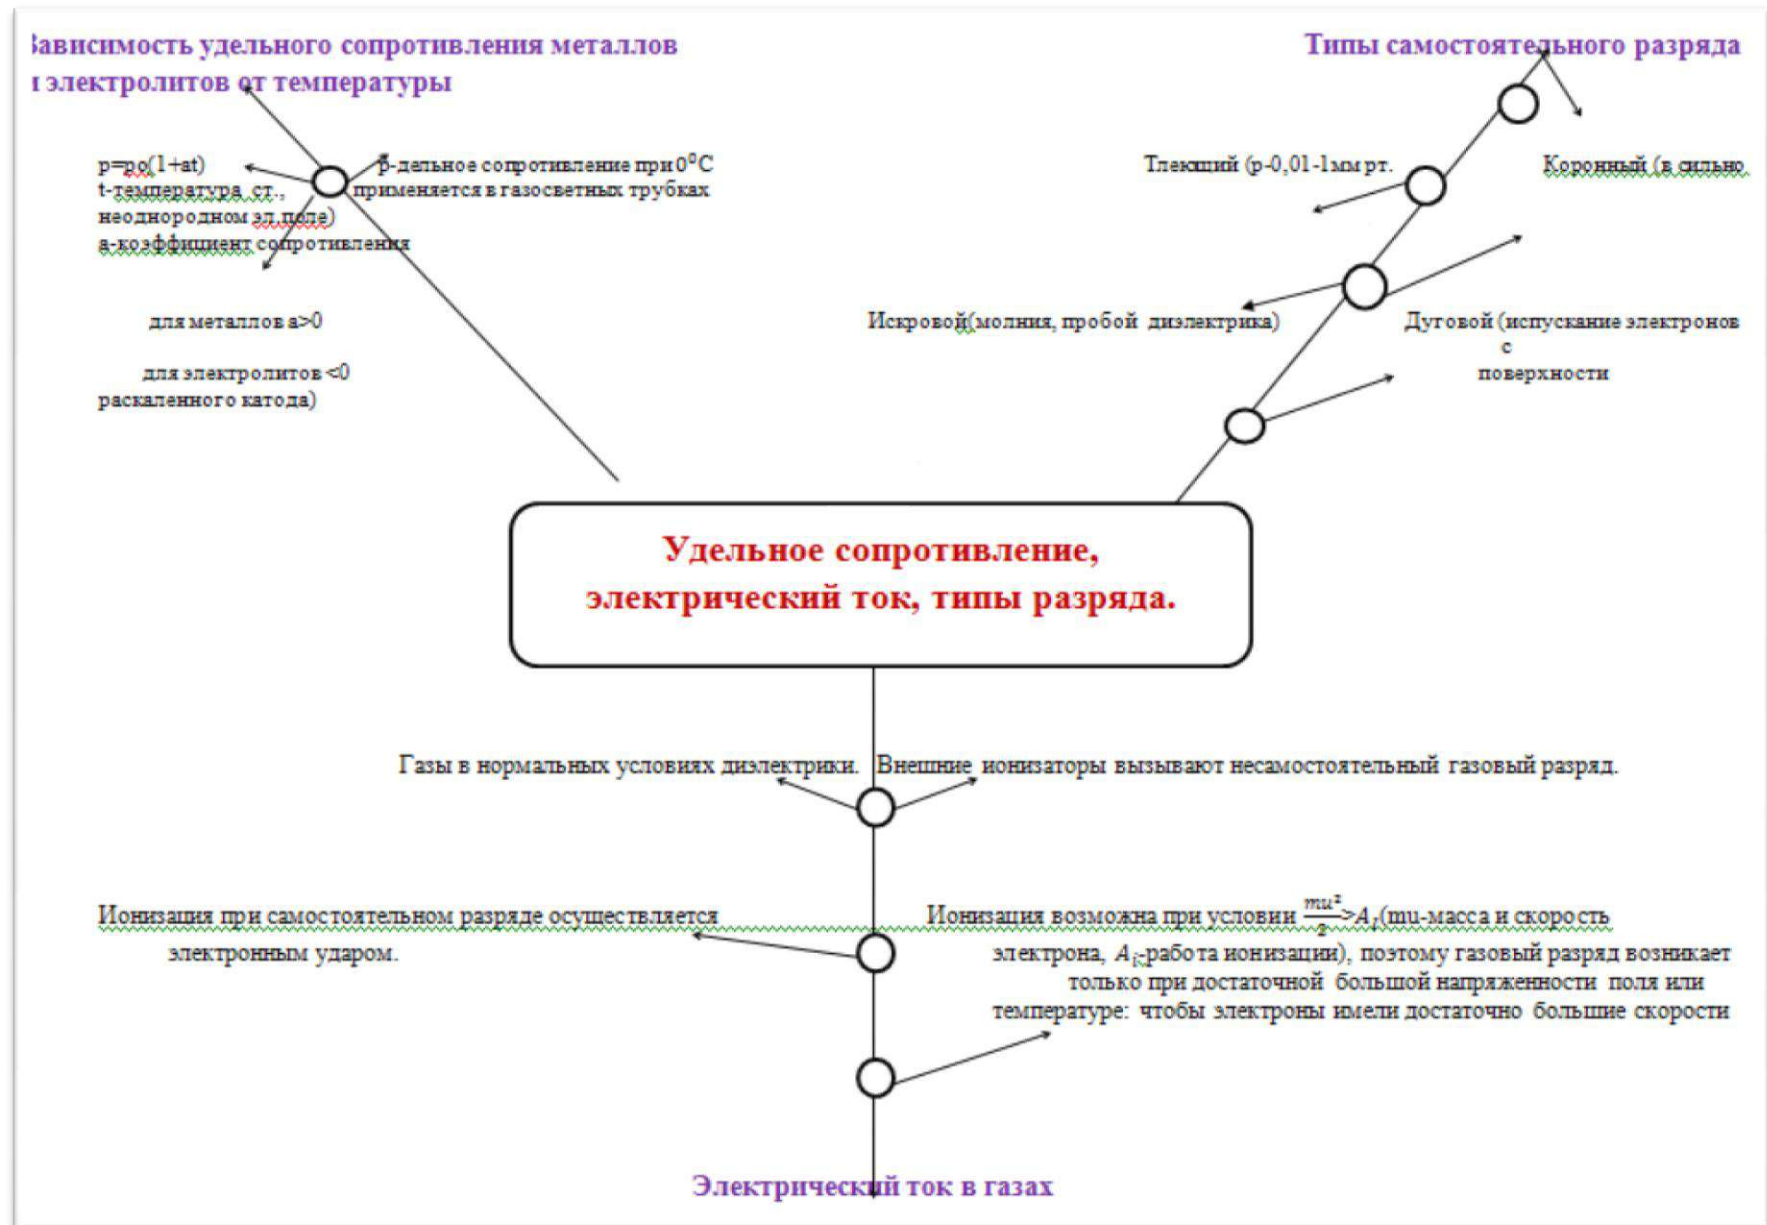 Зависимость удельного сопротивления металлов
и электролитов от температуры
Типы самостоятельного разряда
p=po(1+at)
p-дельное сопротивление при 0⁰С
Тлеющий (р-0,01-1мм рт.
Коронный (в сильно
t-температура ст.,
применяется в газосветных трубках
неоднородном эл.поле)
a-коэффициент сопротивления
для металлов a>0
Искровой(молния, пробой диэлектрика)
Дуговой (испускание электронов
с
для электролитов <0
поверхности
раскаленного катода)
Удельное сопротивление,
электрический ток, типы разряда.
Газы в нормальных условиях диэлектрики.
Внешние ионизаторы вызывают несамостоятельный газовый разряд.
Ионизация при самостоятельном разряде осуществляется
электронным ударом.
Ионизация возможна при условии mu²/2>Aᵢ(mu-масса и скорость
электрона, Aᵢ-работа ионизации), поэтому газовый разряд возникает
только при достаточной большой напряженности поля или
температуре: чтобы электроны имели достаточно большие скорости
Электрический ток в газах